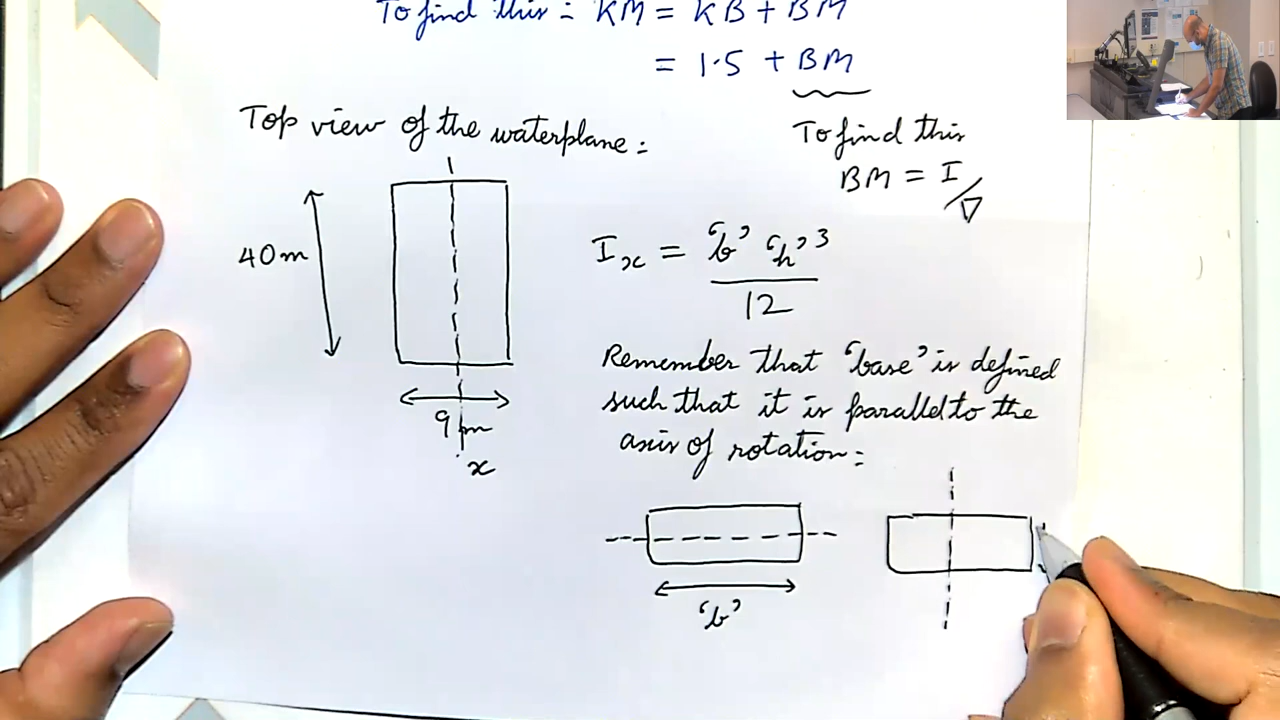 To find this :- KM = KB + BM
= 1.5 + BM
Top view of the waterplane :-
To find this
BM = I/∇
40m
Ix = 'b' 'h'³
12
Remember that 'base' is defined
such that it is parallel to the
axis of rotation :-
9m
x
'b'